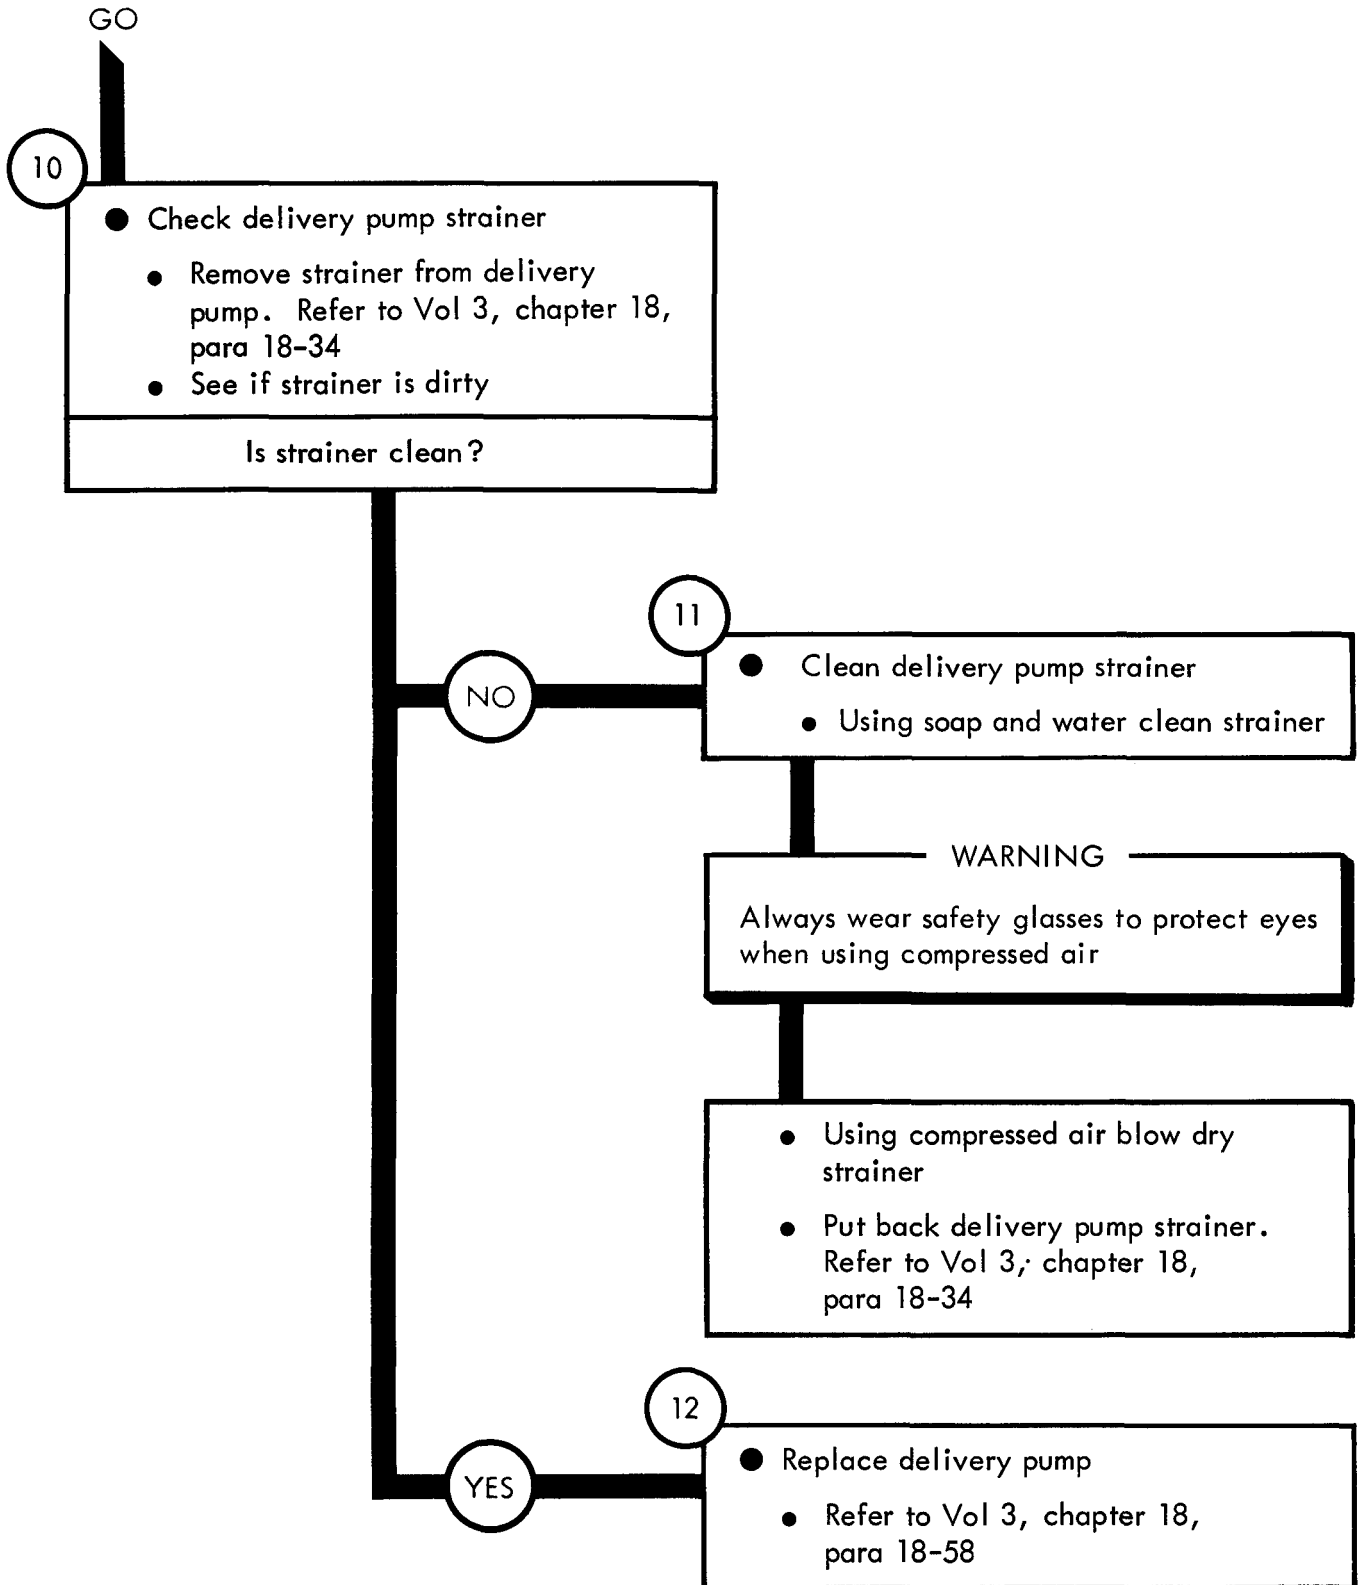 GO
10
● Check delivery pump strainer
● Remove strainer from delivery
pump. Refer to Vol 3, chapter 18,
para 18-34
● See if strainer is dirty
Is strainer clean?
11
NO
● Clean delivery pump strainer
● Using soap and water clean strainer
WARNING
Always wear safety glasses to protect eyes
when using compressed air
● Using compressed air blow dry
strainer
● Put back delivery pump strainer.
Refer to Vol 3, chapter 18,
para 18-34
12
YES
● Replace delivery pump
● Refer to Vol 3, chapter 18,
para 18-58